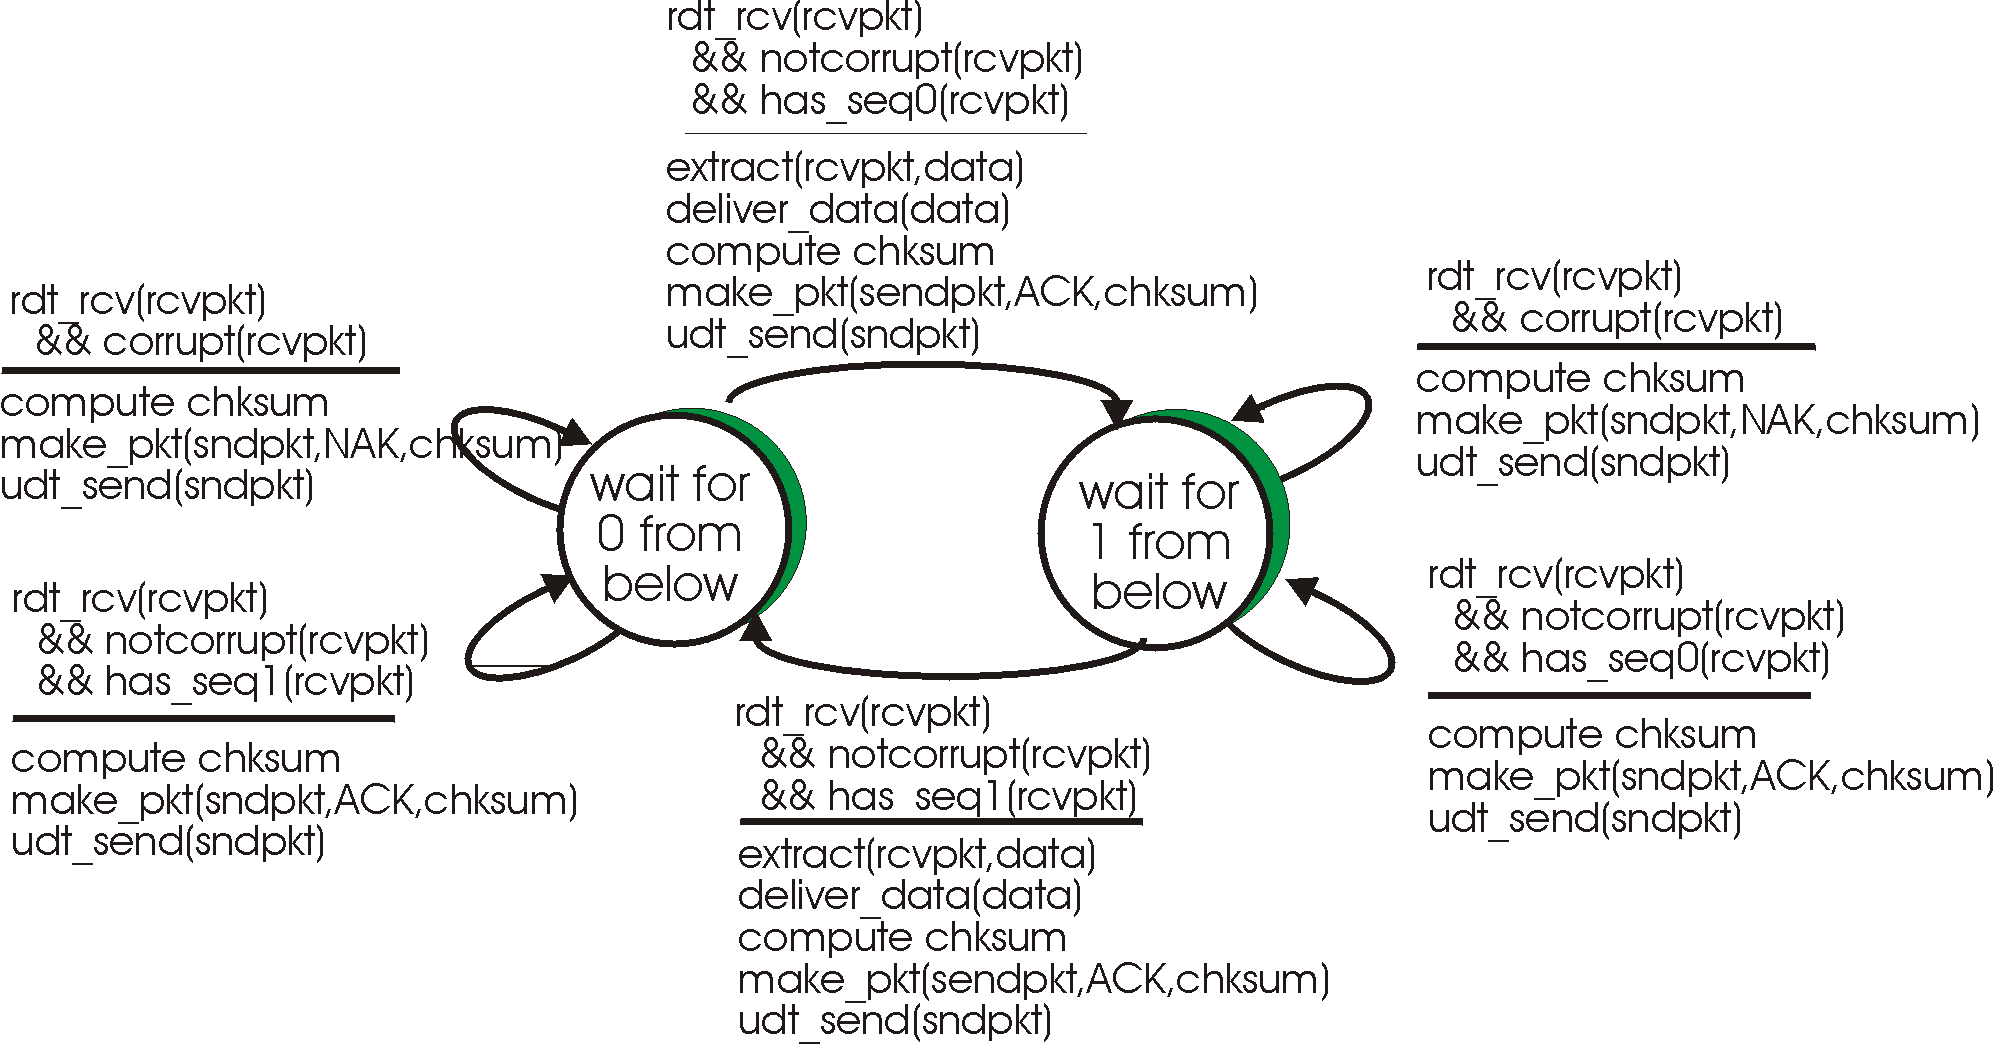 rdt_rcv(rcvpkt)
&& notcorrupt(rcvpkt)
&& has_seq0(rcvpkt)
extract(rcvpkt,data)
deliver_data(data)
compute chksum
make_pkt(sendpkt,ACK,chksum)
udt_send(sndpkt)
rdt_rcv(rcvpkt)
&& corrupt(rcvpkt)
compute chksum
make_pkt(sndpkt,NAK,chksum)
udt_send(sndpkt)
rdt_rcv(rcvpkt)
&& corrupt(rcvpkt)
compute chksum
make_pkt(sndpkt,NAK,chksum)
udt_send(sndpkt)
wait for
0 from
below
wait for
1 from
below
rdt_rcv(rcvpkt)
&& notcorrupt(rcvpkt)
&& has_seq1(rcvpkt)
compute chksum
make_pkt(sndpkt,ACK,chksum)
udt_send(sndpkt)
rdt_rcv(rcvpkt)
&& notcorrupt(rcvpkt)
&& has_seq0(rcvpkt)
compute chksum
make_pkt(sndpkt,ACK,chksum)
udt_send(sndpkt)
rdt_rcv(rcvpkt)
&& notcorrupt(rcvpkt)
&& has_seq1(rcvpkt)
extract(rcvpkt,data)
deliver_data(data)
compute chksum
make_pkt(sendpkt,ACK,chksum)
udt_send(sndpkt)